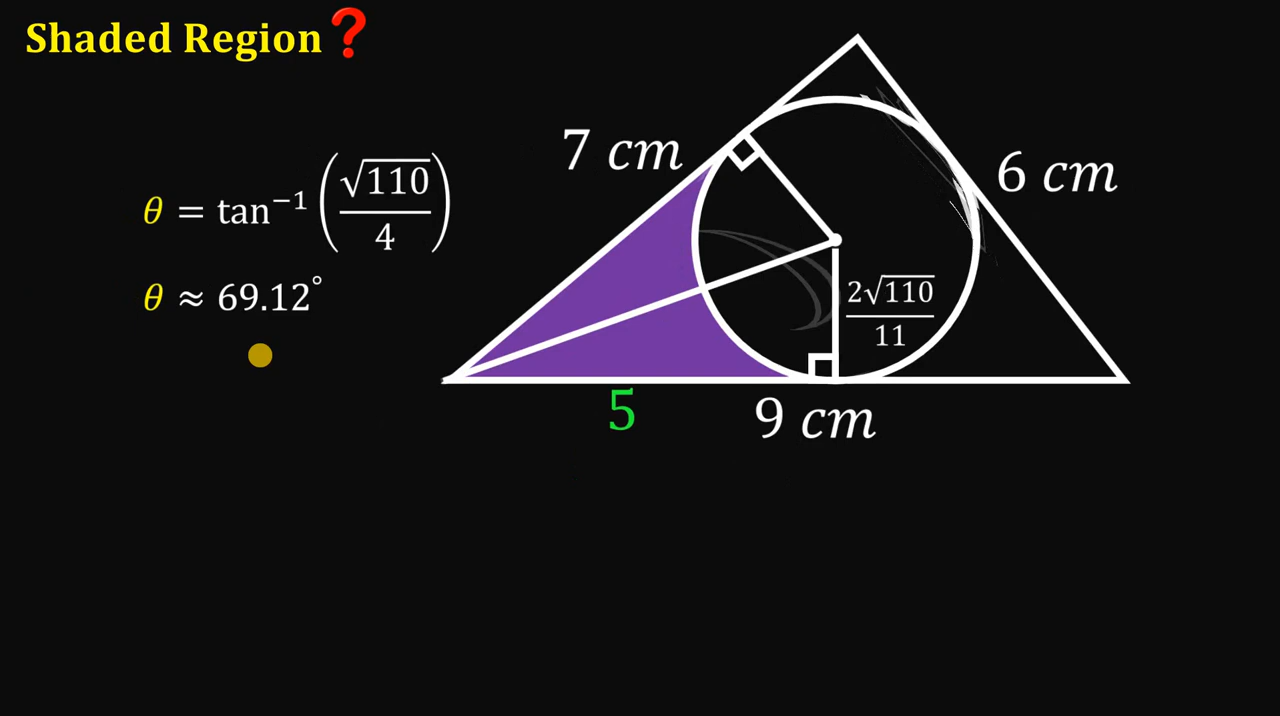 Shaded Region❓
7 cm
6 cm
θ = tan⁻¹(√110/4)
θ ≈ 69.12°
2√110/11
5
9 cm